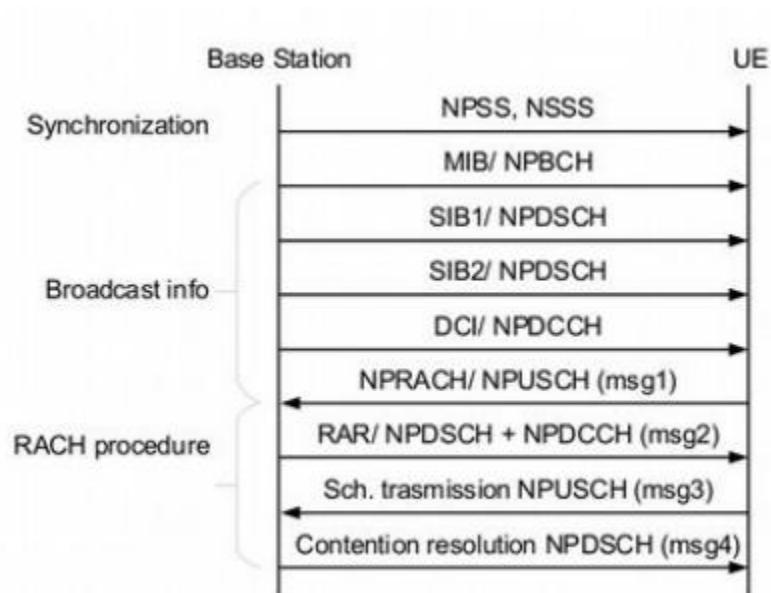 Base Station
UE
Synchronization
NPSS, NSSS
MIB/ NPBCH
SIB1/ NPDSCH
SIB2/ NPDSCH
Broadcast info
DCI/ NPDCCH
NPRACH/ NPUSCH (msg1)
RACH procedure
RAR/ NPDSCH + NPDCCH (msg2)
Sch. trasmission NPUSCH (msg3)
Contention resolution NPDSCH (msg4)